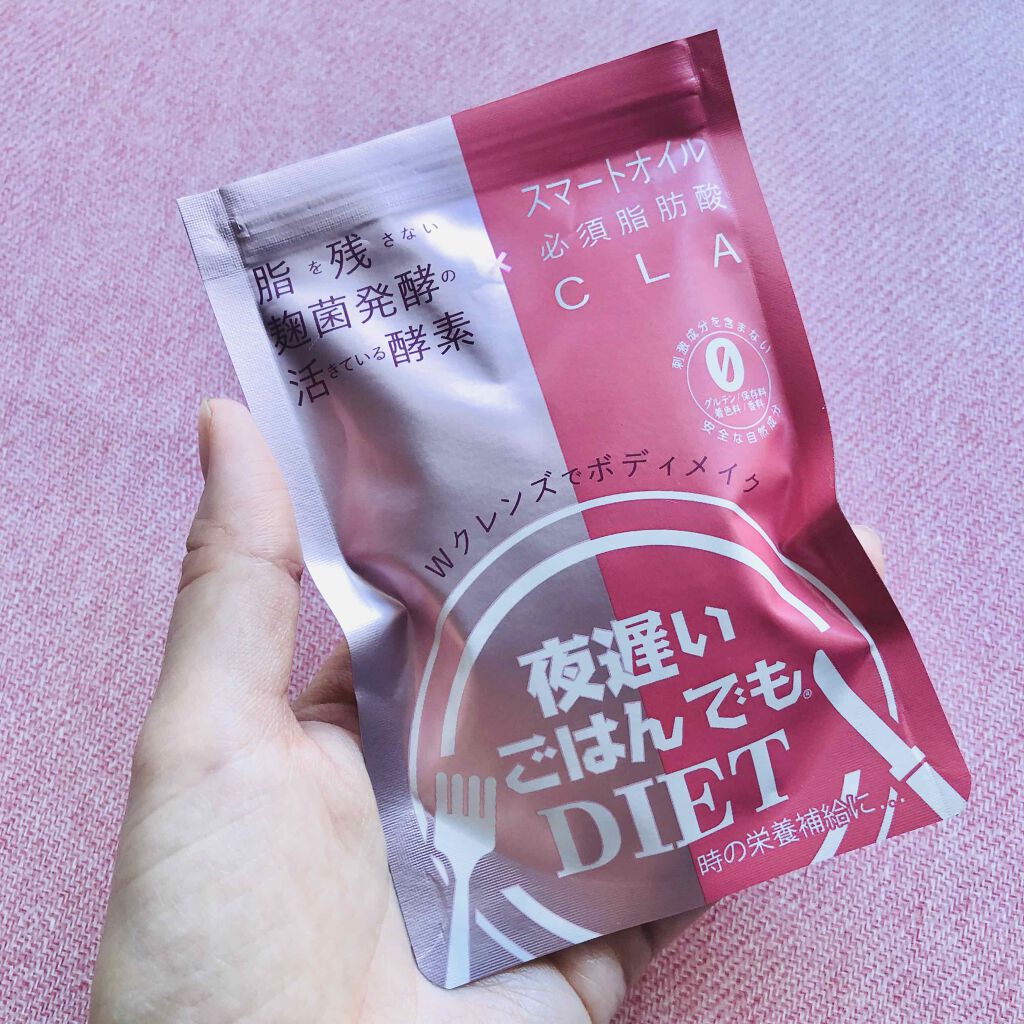 脂を残さない
麹菌発酵の
活きている酵素
×
スマートオイル
必須脂肪酸
CLA
刺激成分を含まない
0
グルテン/保存料
着色料/香料
安全な自然成分
Wクレンズでボディメイク
夜遅い
ごはんでも®
DIET
時の栄養補給に...